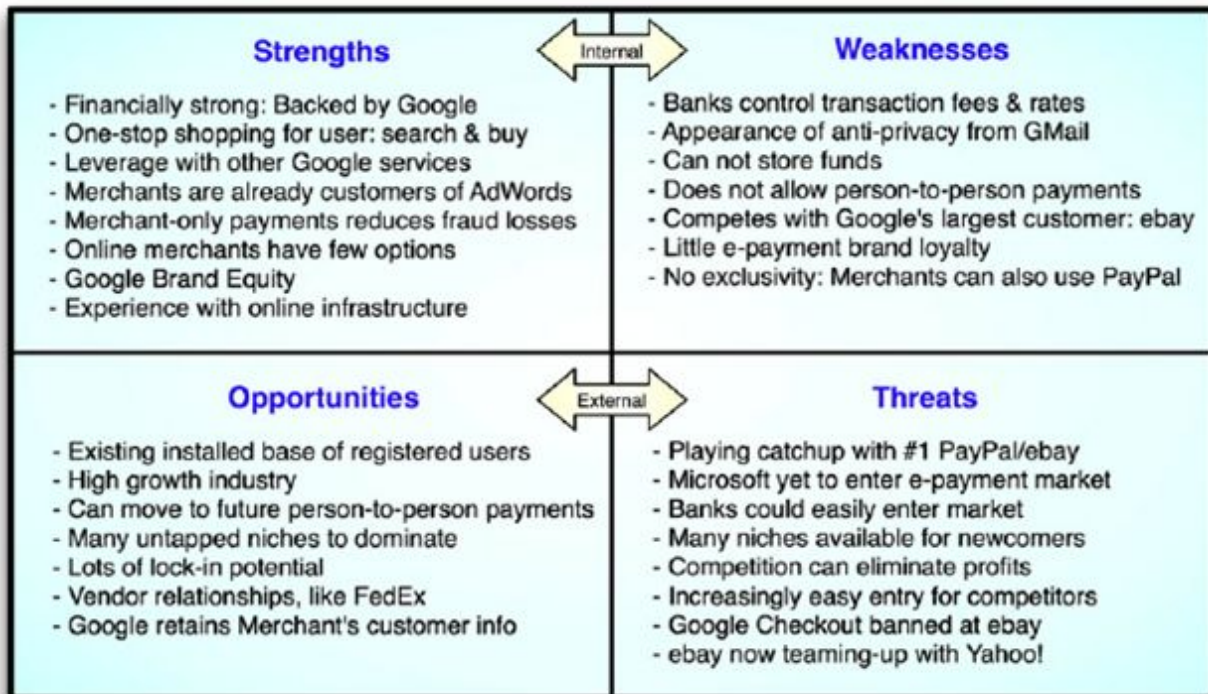 Strengths
- Financially strong: Backed by Google
- One-stop shopping for user: search & buy
- Leverage with other Google services
- Merchants are already customers of AdWords
- Merchant-only payments reduces fraud losses
- Online merchants have few options
- Google Brand Equity
- Experience with online infrastructure
Internal
Weaknesses
- Banks control transaction fees & rates
- Appearance of anti-privacy from GMail
- Can not store funds
- Does not allow person-to-person payments
- Competes with Google's largest customer: ebay
- Little e-payment brand loyalty
- No exclusivity: Merchants can also use PayPal
Opportunities
- Existing installed base of registered users
- High growth industry
- Can move to future person-to-person payments
- Many untapped niches to dominate
- Lots of lock-in potential
- Vendor relationships, like FedEx
- Google retains Merchant's customer info
External
Threats
- Playing catchup with #1 PayPal/ebay
- Microsoft yet to enter e-payment market
- Banks could easily enter market
- Many niches available for newcomers
- Competition can eliminate profits
- Increasingly easy entry for competitors
- Google Checkout banned at ebay
- ebay now teaming-up with Yahoo!